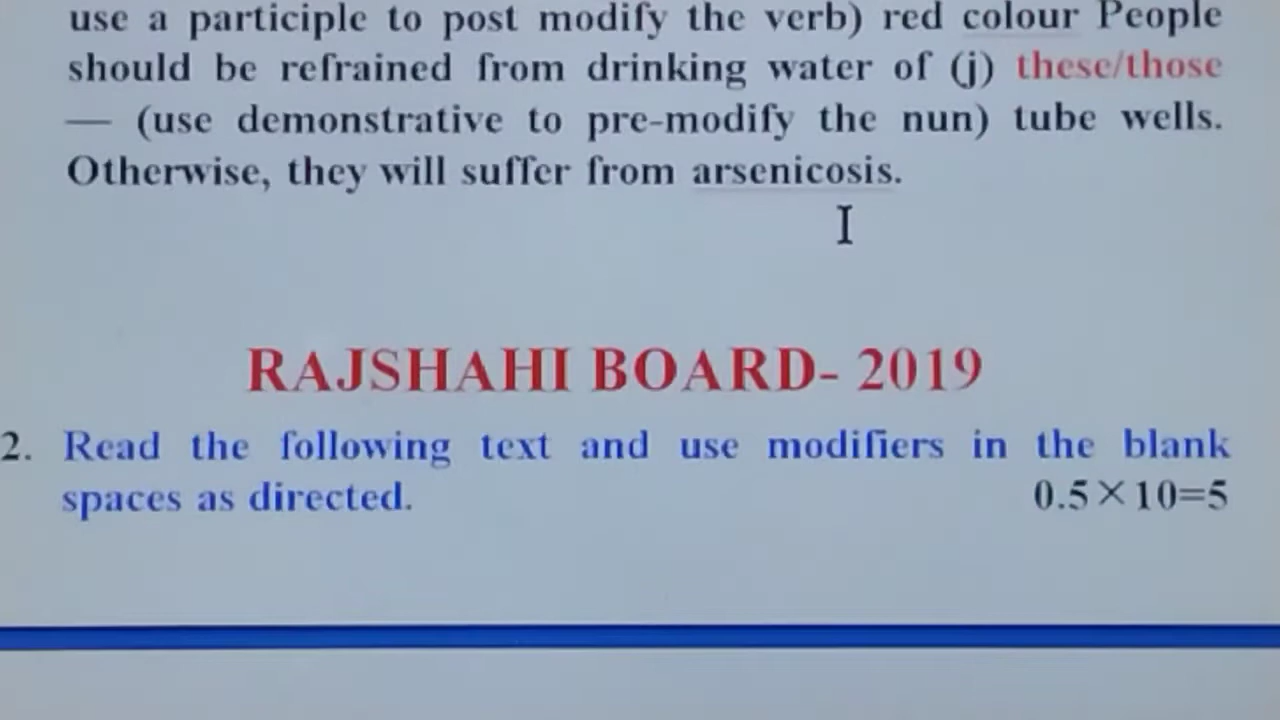 use a participle to post modify the verb) red colour People
should be refrained from drinking water of (j) these/those
— (use demonstrative to pre-modify the nun) tube wells.
Otherwise, they will suffer from arsenicosis.
RAJSHAHI BOARD- 2019
2. Read the following text and use modifiers in the blank
spaces as directed. 0.5×10=5